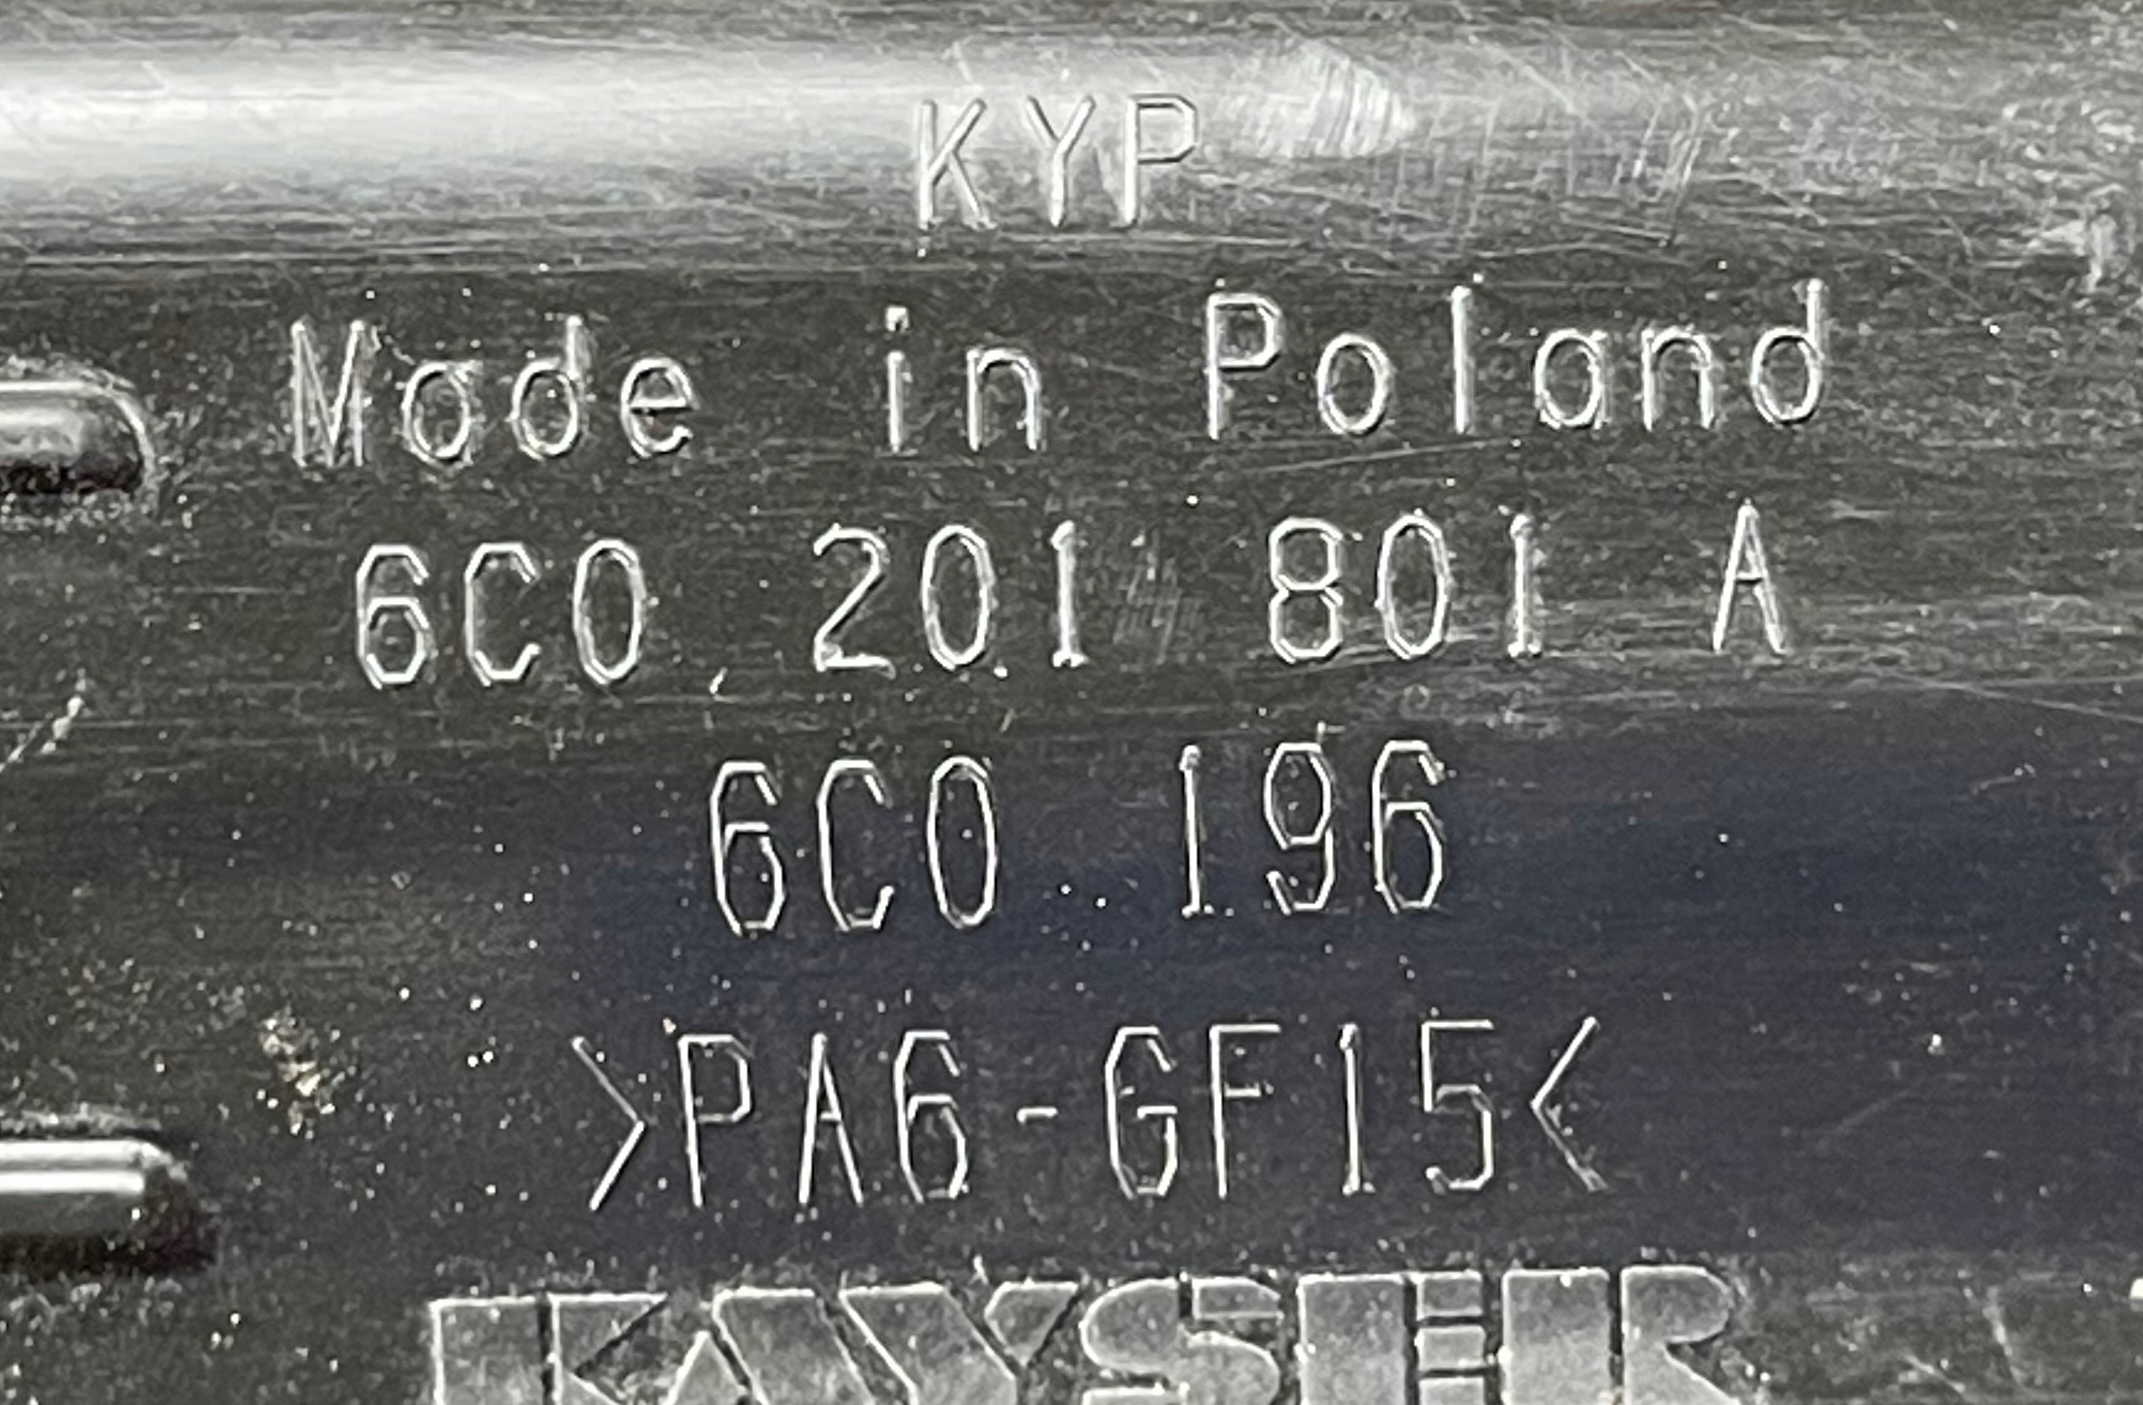 KYP
Made in Poland
6C0 201 801 A
6C0 196
>PA6-GF15<
KAYSER